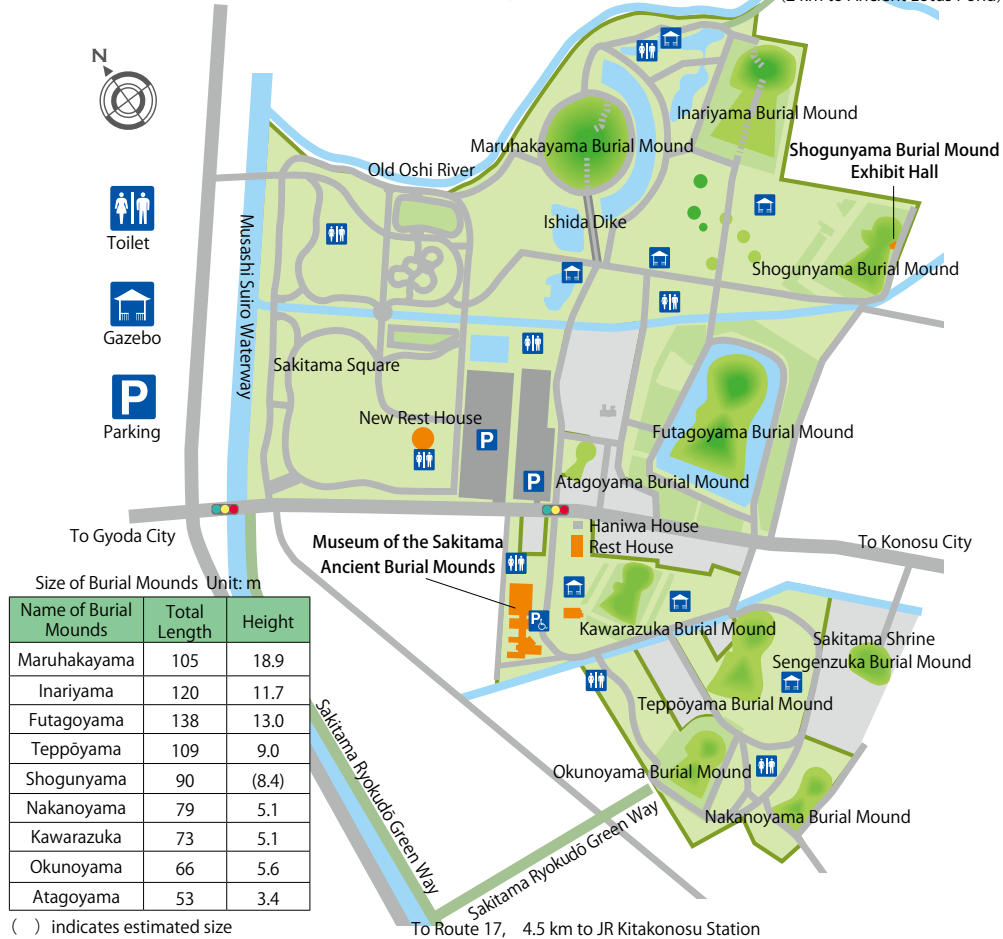 (2 km to Ancient Lotus Pond)
N
Toilet
Gazebo
P
Parking
Inariyama Burial Mound
Maruhakayama Burial Mound
Shogunyama Burial Mound
Exhibit Hall
Old Oshi River
Ishida Dike
Shogunyama Burial Mound
Musashi Suiro Waterway
Sakitama Square
New Rest House
P
P
Futagoyama Burial Mound
Atagoyama Burial Mound
Haniwa House
Rest House
To Gyoda City
To Konosu City
Museum of the Sakitama
Ancient Burial Mounds
P
Kawarazuka Burial Mound
Sakitama Shrine
Sengenzuka Burial Mound
Teppōyama Burial Mound
Okunoyama Burial Mound
Nakanoyama Burial Mound
Sakitama Ryokudō Green Way
Sakitama Ryokudō Green Way
To Route 17, 4.5 km to JR Kitakonosu Station
Size of Burial Mounds Unit: m
Name of Burial Mounds Total Length Height
Maruhakayama 105 18.9
Inariyama 120 11.7
Futagoyama 138 13.0
Teppōyama 109 9.0
Shogunyama 90 (8.4)
Nakanoyama 79 5.1
Kawarazuka 73 5.1
Okunoyama 66 5.6
Atagoyama 53 3.4
( ) indicates estimated size